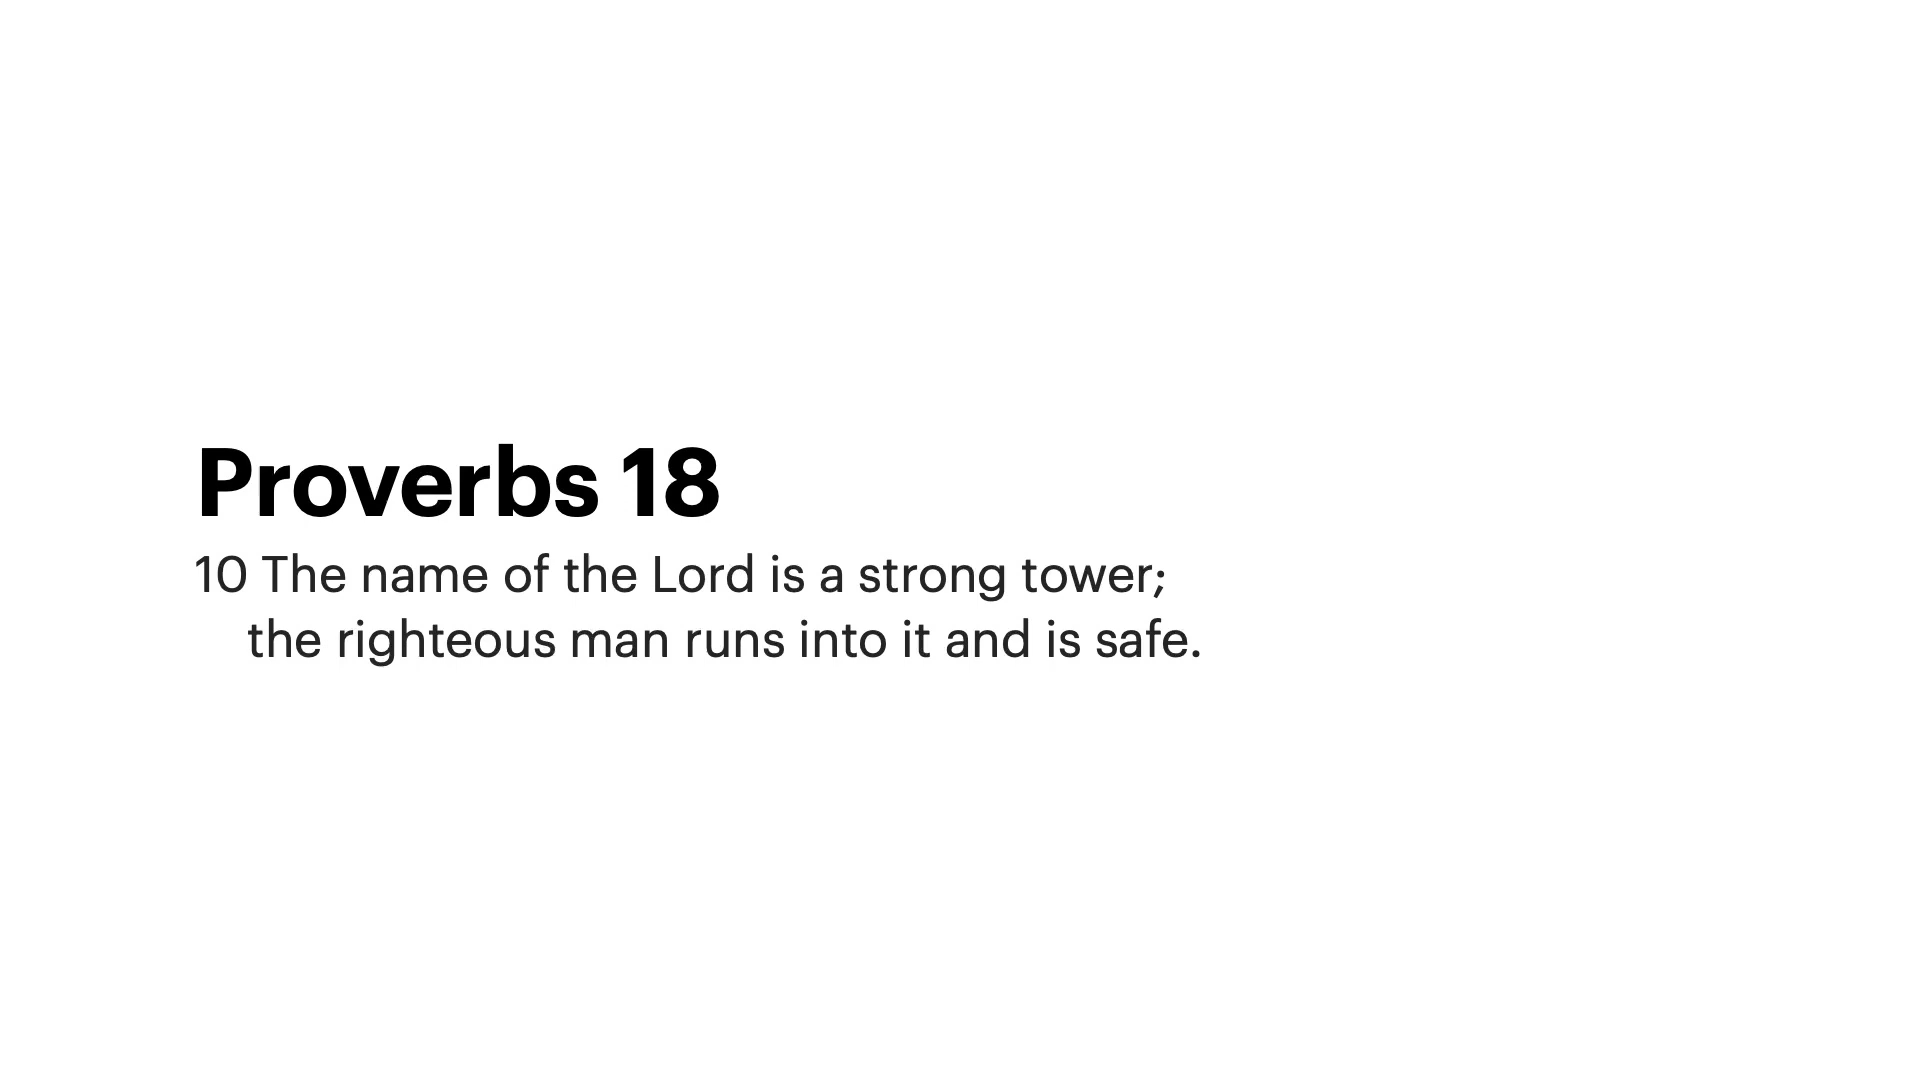 Proverbs 18
10 The name of the Lord is a strong tower;
the righteous man runs into it and is safe.